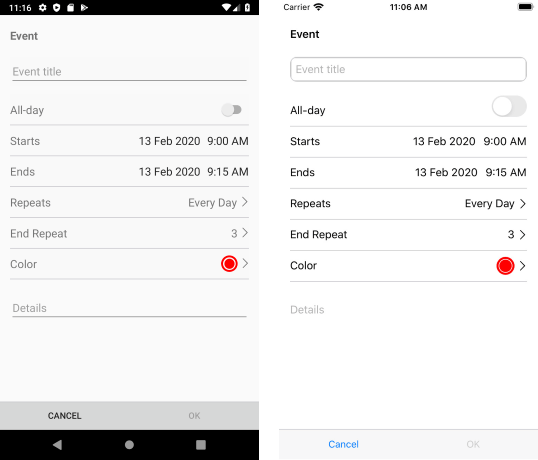 11:16
Event
Event title
All-day
Starts 13 Feb 2020 9:00 AM
Ends 13 Feb 2020 9:15 AM
Repeats Every Day
End Repeat 3
Color
Details
CANCEL OK
Carrier 11:06 AM
Event
Event title
All-day
Starts 13 Feb 2020 9:00 AM
Ends 13 Feb 2020 9:15 AM
Repeats Every Day
End Repeat 3
Color
Details
Cancel OK